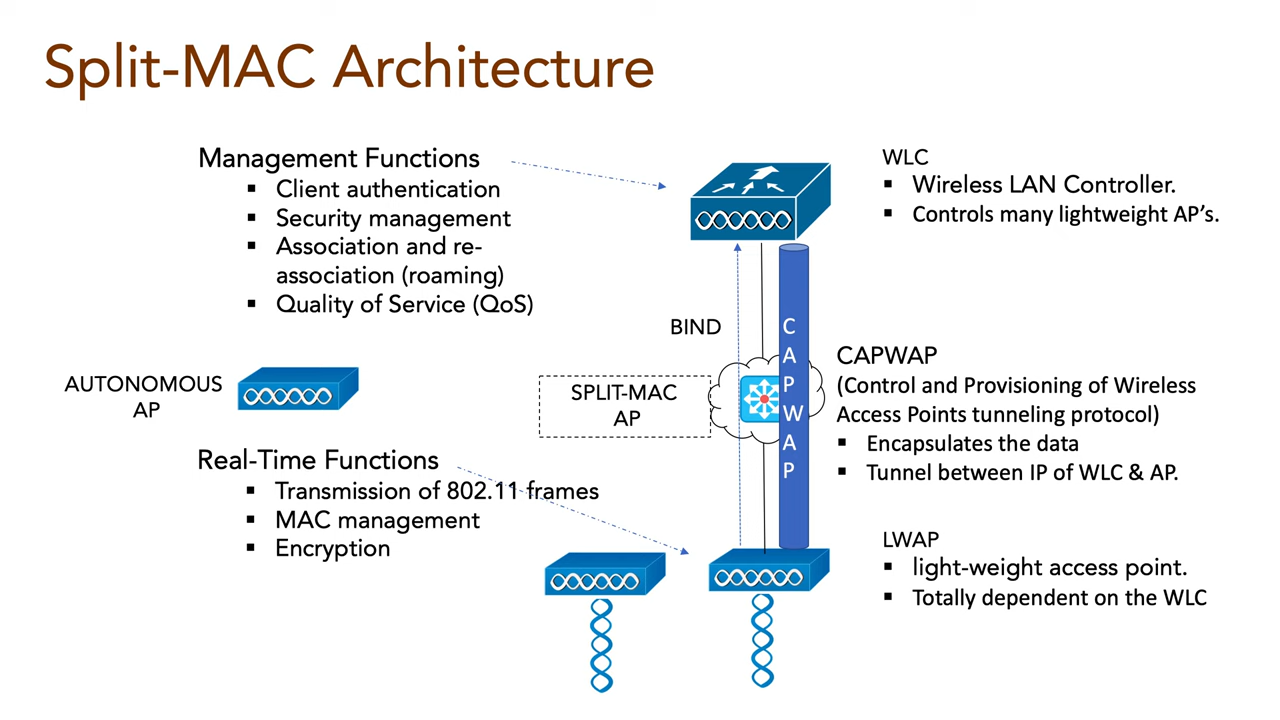 Split-MAC Architecture
Management Functions
▪ Client authentication
▪ Security management
▪ Association and re-
association (roaming)
▪ Quality of Service (QoS)
WLC
▪ Wireless LAN Controller.
▪ Controls many lightweight AP’s.
BIND
CAPWAP
AUTONOMOUS
AP
SPLIT-MAC
AP
CAPWAP
(Control and Provisioning of Wireless
Access Points tunneling protocol)
▪ Encapsulates the data
▪ Tunnel between IP of WLC & AP.
Real-Time Functions
▪ Transmission of 802.11 frames
▪ MAC management
▪ Encryption
LWAP
▪ light-weight access point.
▪ Totally dependent on the WLC